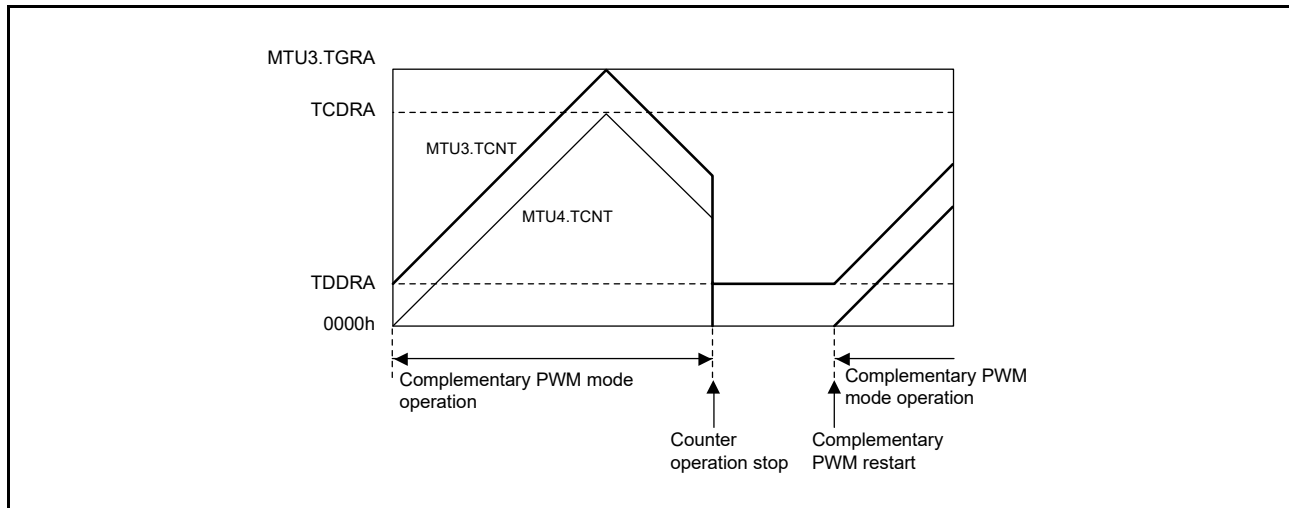 MTU3.TGRA
TCDRA
MTU3.TCNT
MTU4.TCNT
TDDRA
0000h
Complementary PWM mode
operation
Complementary PWM
mode operation
Counter
operation stop
Complementary
PWM restart